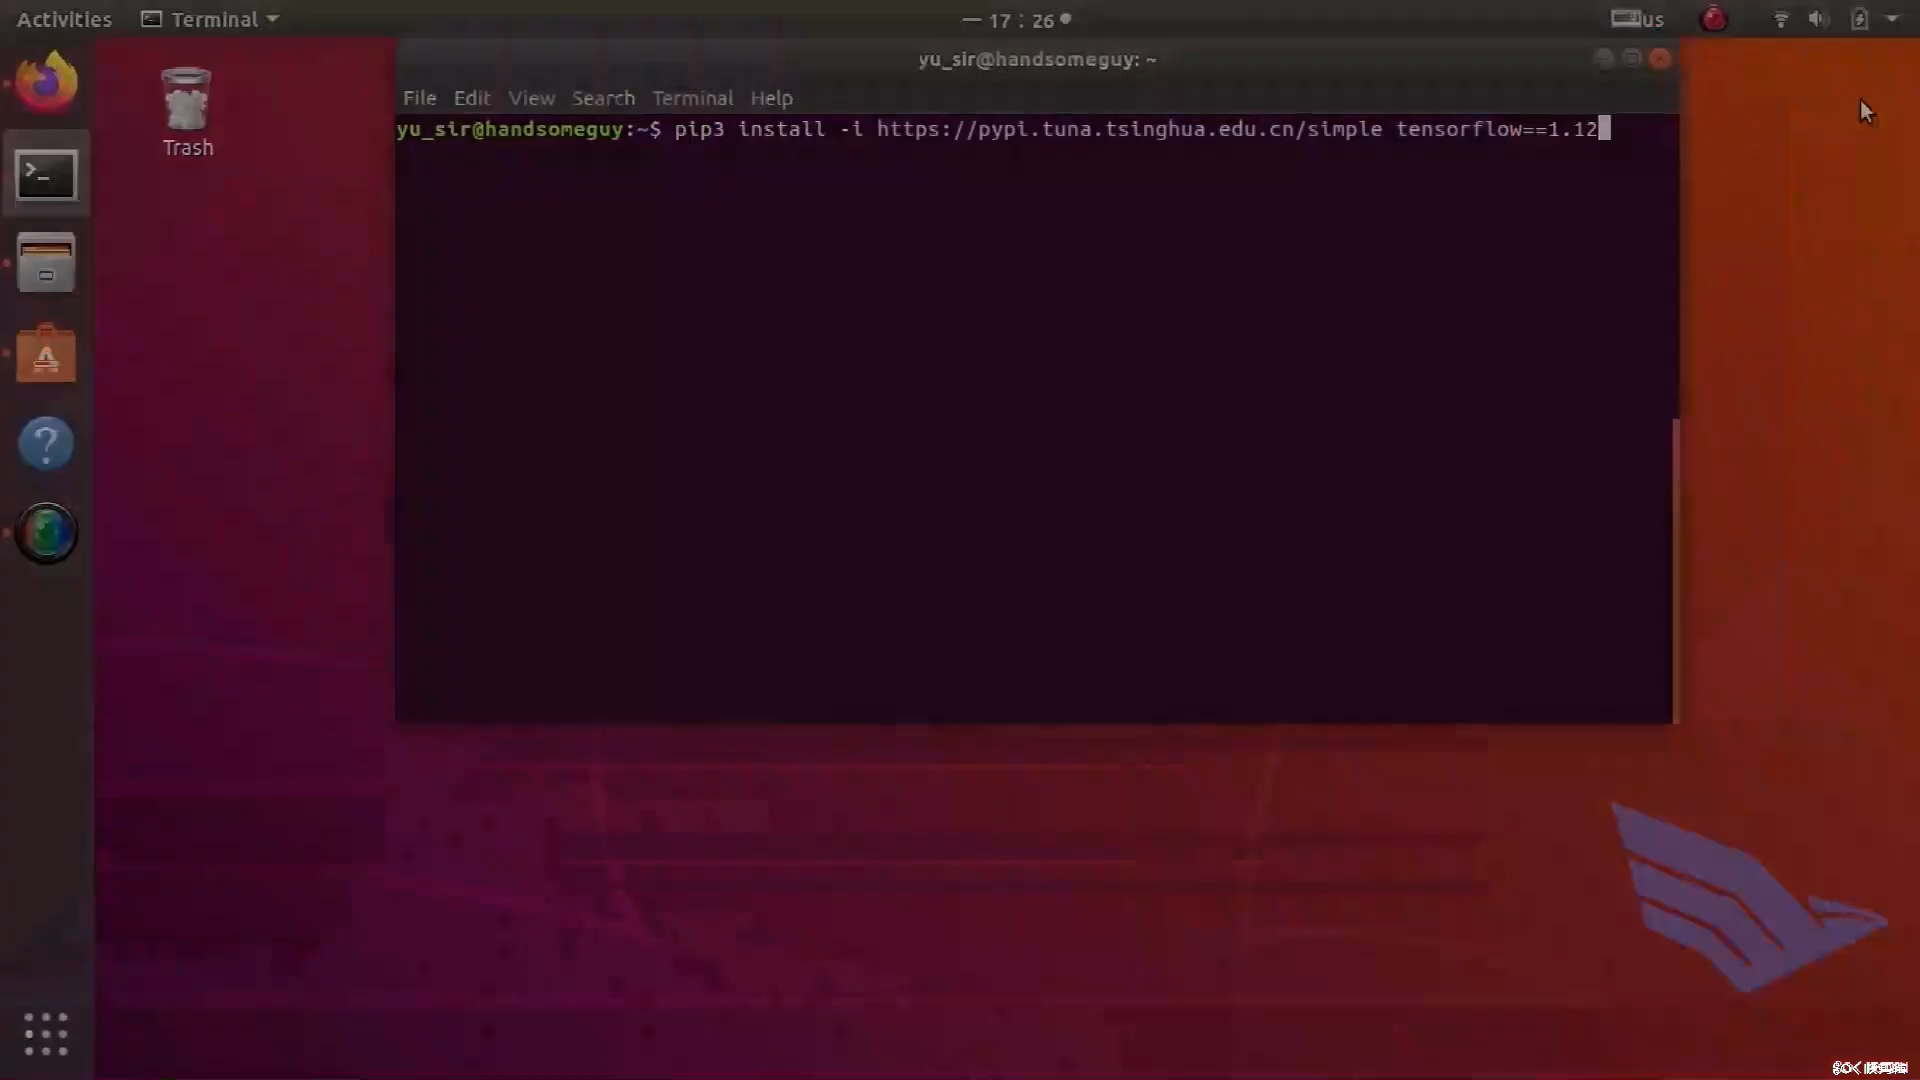 Activities Terminal 一 17：26 us
yu_sir@handsomeguy: ~
File Edit View Search Terminal Help
yu_sir@handsomeguy:~$ pip3 install -i https://pypi.tuna.tsinghua.edu.cn/simple tensorflow==1.12
Trash